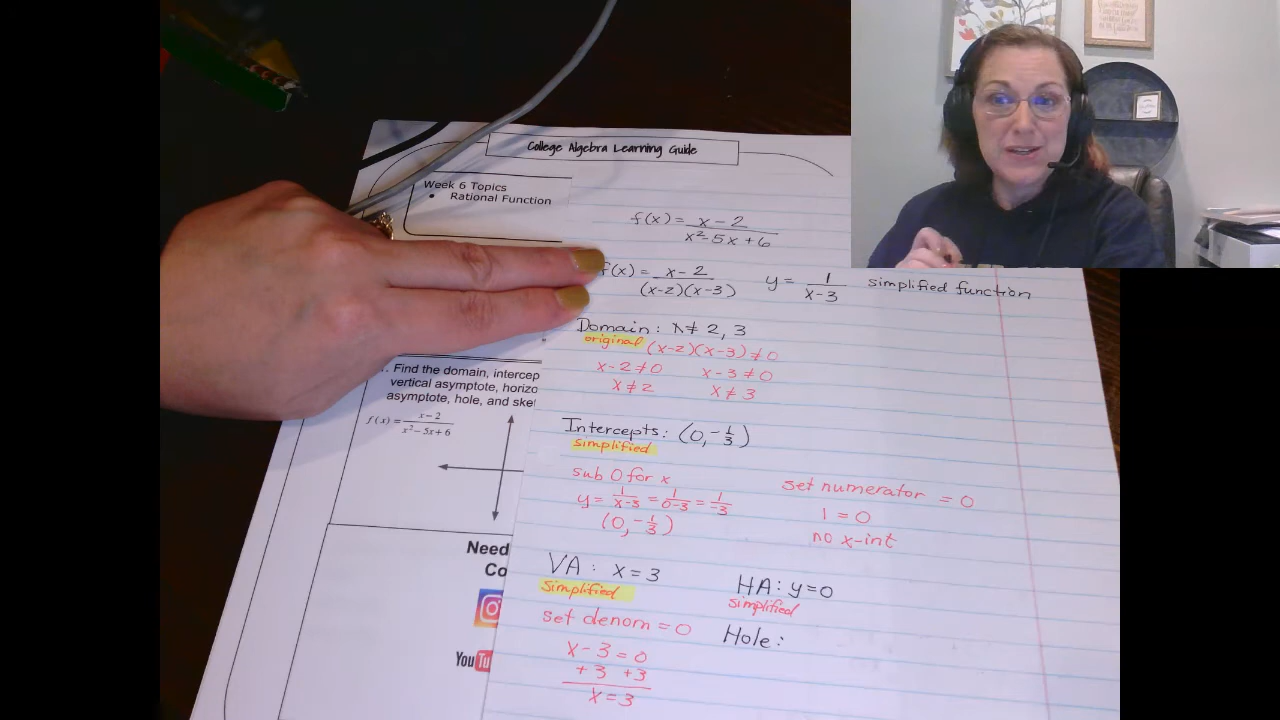 College Algebra Learning Guide
Week 6 Topics
• Rational Function
f(x) = x-2 / x²-5x+6
f(x) = x-2 / (x-2)(x-3)   y = 1 / x-3   simplified function
Domain: x≠ 2, 3
original (x-2)(x-3) ≠0
x-2≠0   x-3≠0
x≠2   x≠3
Find the domain, intercep
vertical asymptote, horizo
asymptote, hole, and ske
f(x) = x-2 / x²-5x+6
Intercepts: (0, -1/3)
simplified
sub 0 for x
y= 1/x-3 = 1/0-3 = 1/-3
(0, -1/3)
set numerator = 0
1 = 0
no x-int
Need
Co
YouTu
VA: x=3
simplified
set denom = 0
x-3=0
+3 +3
x=3
HA: y=0
simplified
Hole: